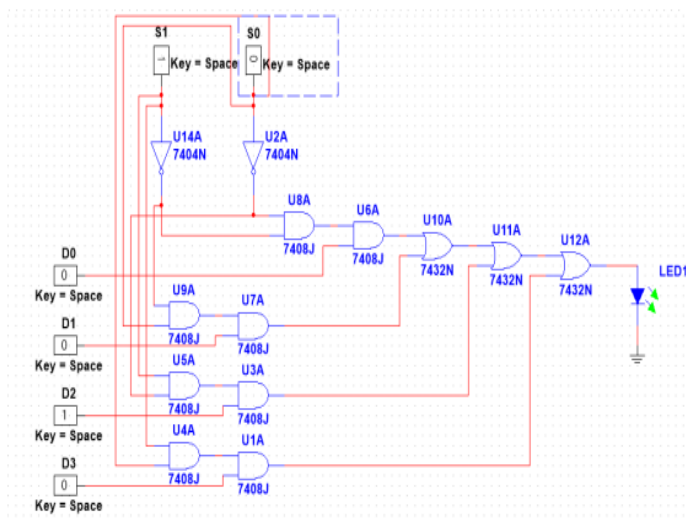 S1
S0
1
Key = Space
0
Key = Space
U14A
7404N
U2A
7404N
U8A
7408J
U6A
7408J
U10A
7432N
U11A
7432N
U12A
7432N
LED1
D0
0
Key = Space
U9A
7408J
U7A
7408J
D1
0
Key = Space
U5A
7408J
U3A
7408J
D2
1
Key = Space
U4A
7408J
U1A
7408J
D3
0
Key = Space